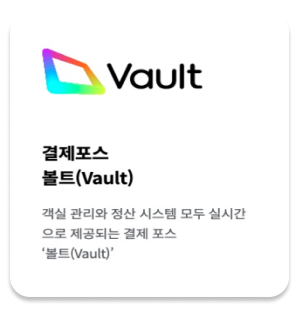 Vault
결제포스
볼트(Vault)
객실 관리와 정산 시스템 모두 실시간
으로 제공되는 결제 포스
‘볼트(Vault)’